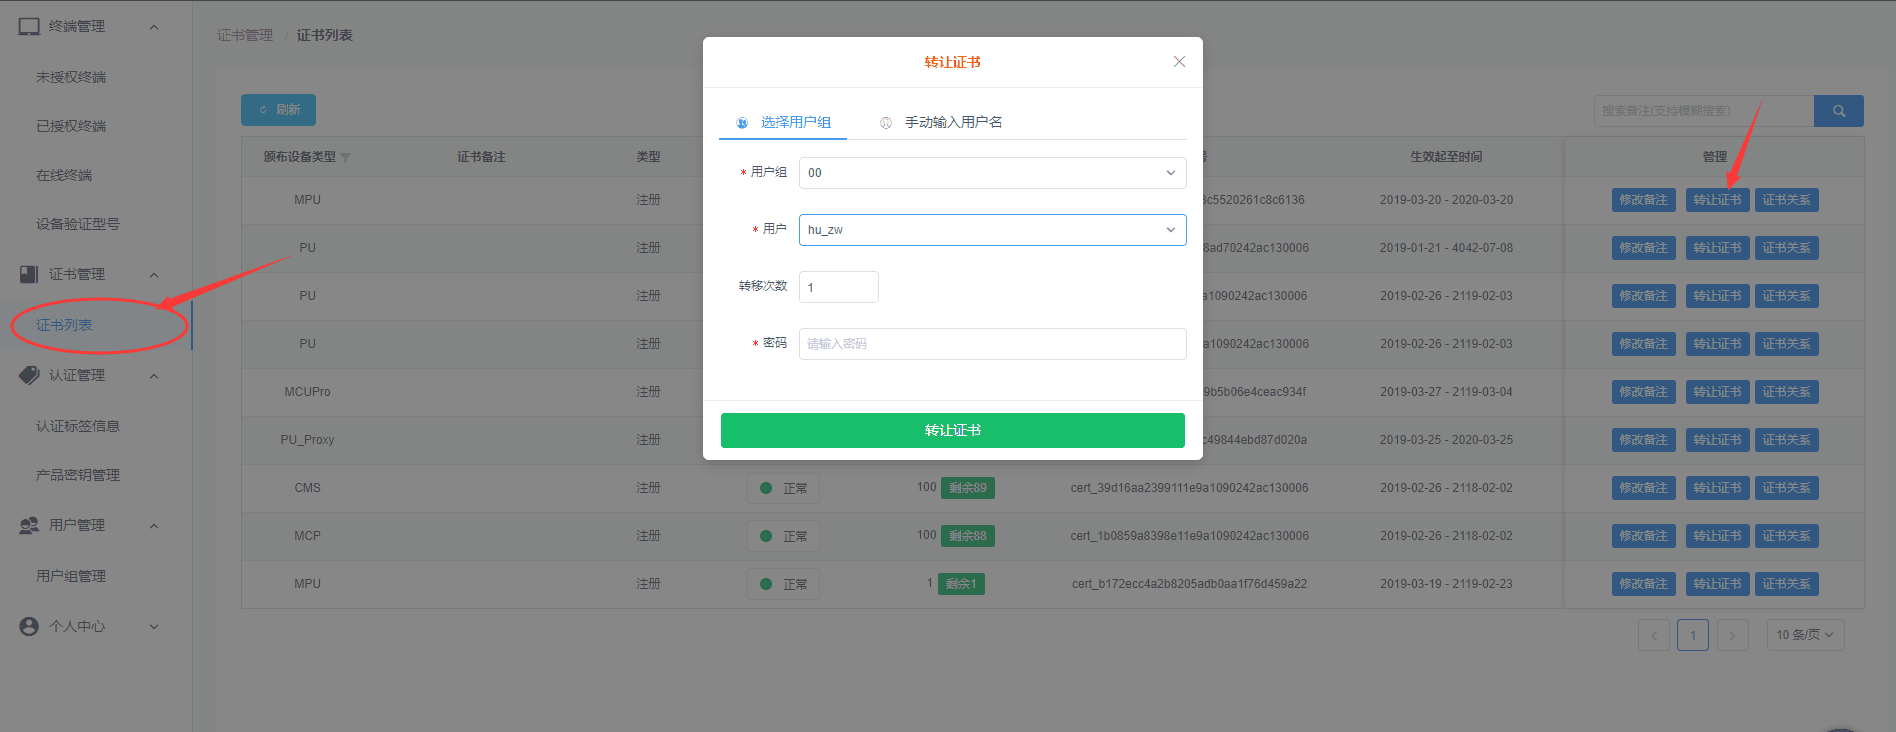 终端管理
未授权终端
已授权终端
在线终端
设备验证型号
证书管理
证书列表
认证管理
认证标签信息
产品密钥管理
用户管理
用户组管理
个人中心
证书管理 / 证书列表
刷新
搜索备注(支持模糊搜索)
颁布设备类型 证书备注 类型 号 生效起至时间 管理
MPU 注册 3c5520261c8c6136 2019-03-20 - 2020-03-20 修改备注 转让证书 证书关系
PU 注册 8ad70242ac130006 2019-01-21 - 4042-07-08 修改备注 转让证书 证书关系
PU 注册 a1090242ac130006 2019-02-26 - 2119-02-03 修改备注 转让证书 证书关系
PU 注册 a1090242ac130006 2019-02-26 - 2119-02-03 修改备注 转让证书 证书关系
MCUPro 注册 9b5b06e4ceac934f 2019-03-27 - 2119-03-04 修改备注 转让证书 证书关系
PU_Proxy 注册 c49844ebd87d020a 2019-03-25 - 2020-03-25 修改备注 转让证书 证书关系
CMS 注册 正常 100 剩余89 cert_39d16aa2399111e9a1090242ac130006 2019-02-26 - 2118-02-02 修改备注 转让证书 证书关系
MCP 注册 正常 100 剩余88 cert_1b0859a8398e11e9a1090242ac130006 2019-02-26 - 2118-02-02 修改备注 转让证书 证书关系
MPU 注册 正常 1 剩余1 cert_b172ecc4a2b8205adb0aa1f76d459a22 2019-03-19 - 2119-02-23 修改备注 转让证书 证书关系
1 10 条/页
转让证书
选择用户组 手动输入用户名
* 用户组 00
* 用户 hu_zw
转移次数 1
* 密码 请输入密码
转让证书